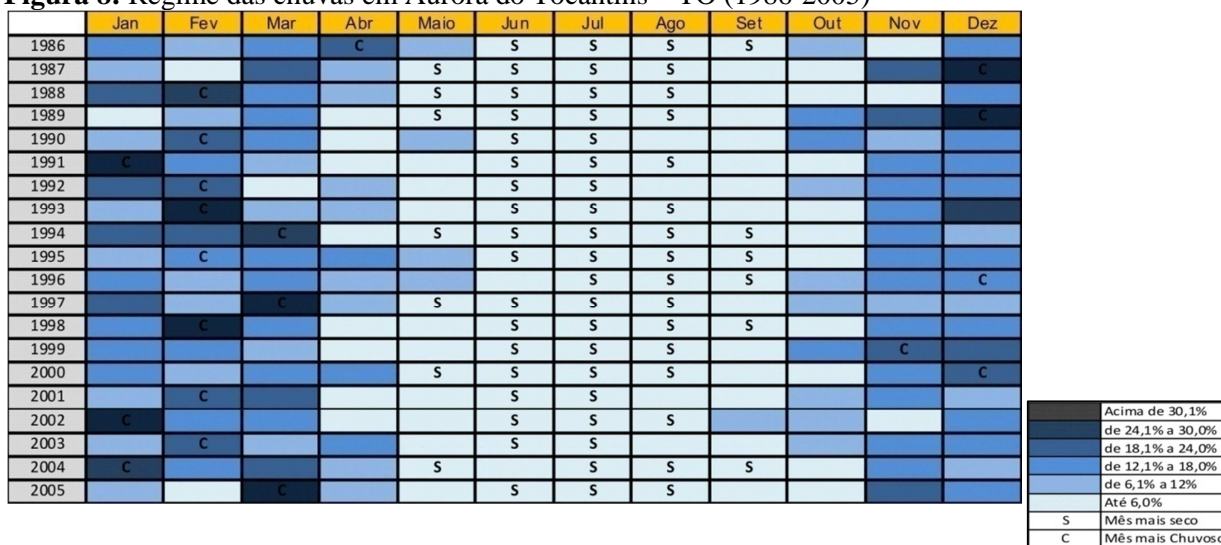 Figura 8: Regime das chuvas em Aurora do Tocantins – TO (1986-2005)
Jan Fev Mar Abr Maio Jun Jul Ago Set Out Nov Dez
1986 C S S S S
1987 S S S S C
1988 C S S S S
1989 S S S S C
1990 C S S
1991 C S S S
1992 C S S
1993 C S S S
1994 C S S S S S
1995 C S S S S
1996 S S S C
1997 C S S S S
1998 C S S S S
1999 S S S C
2000 S S S S C
2001 C S S
2002 C S S S
2003 C S S
2004 C S S S S
2005 C S S S
Acima de 30,1%
de 24,1% a 30,0%
de 18,1% a 24,0%
de 12,1% a 18,0%
de 6,1% a 12%
Até 6,0%
S Mês mais seco
C Mês mais Chuvoso